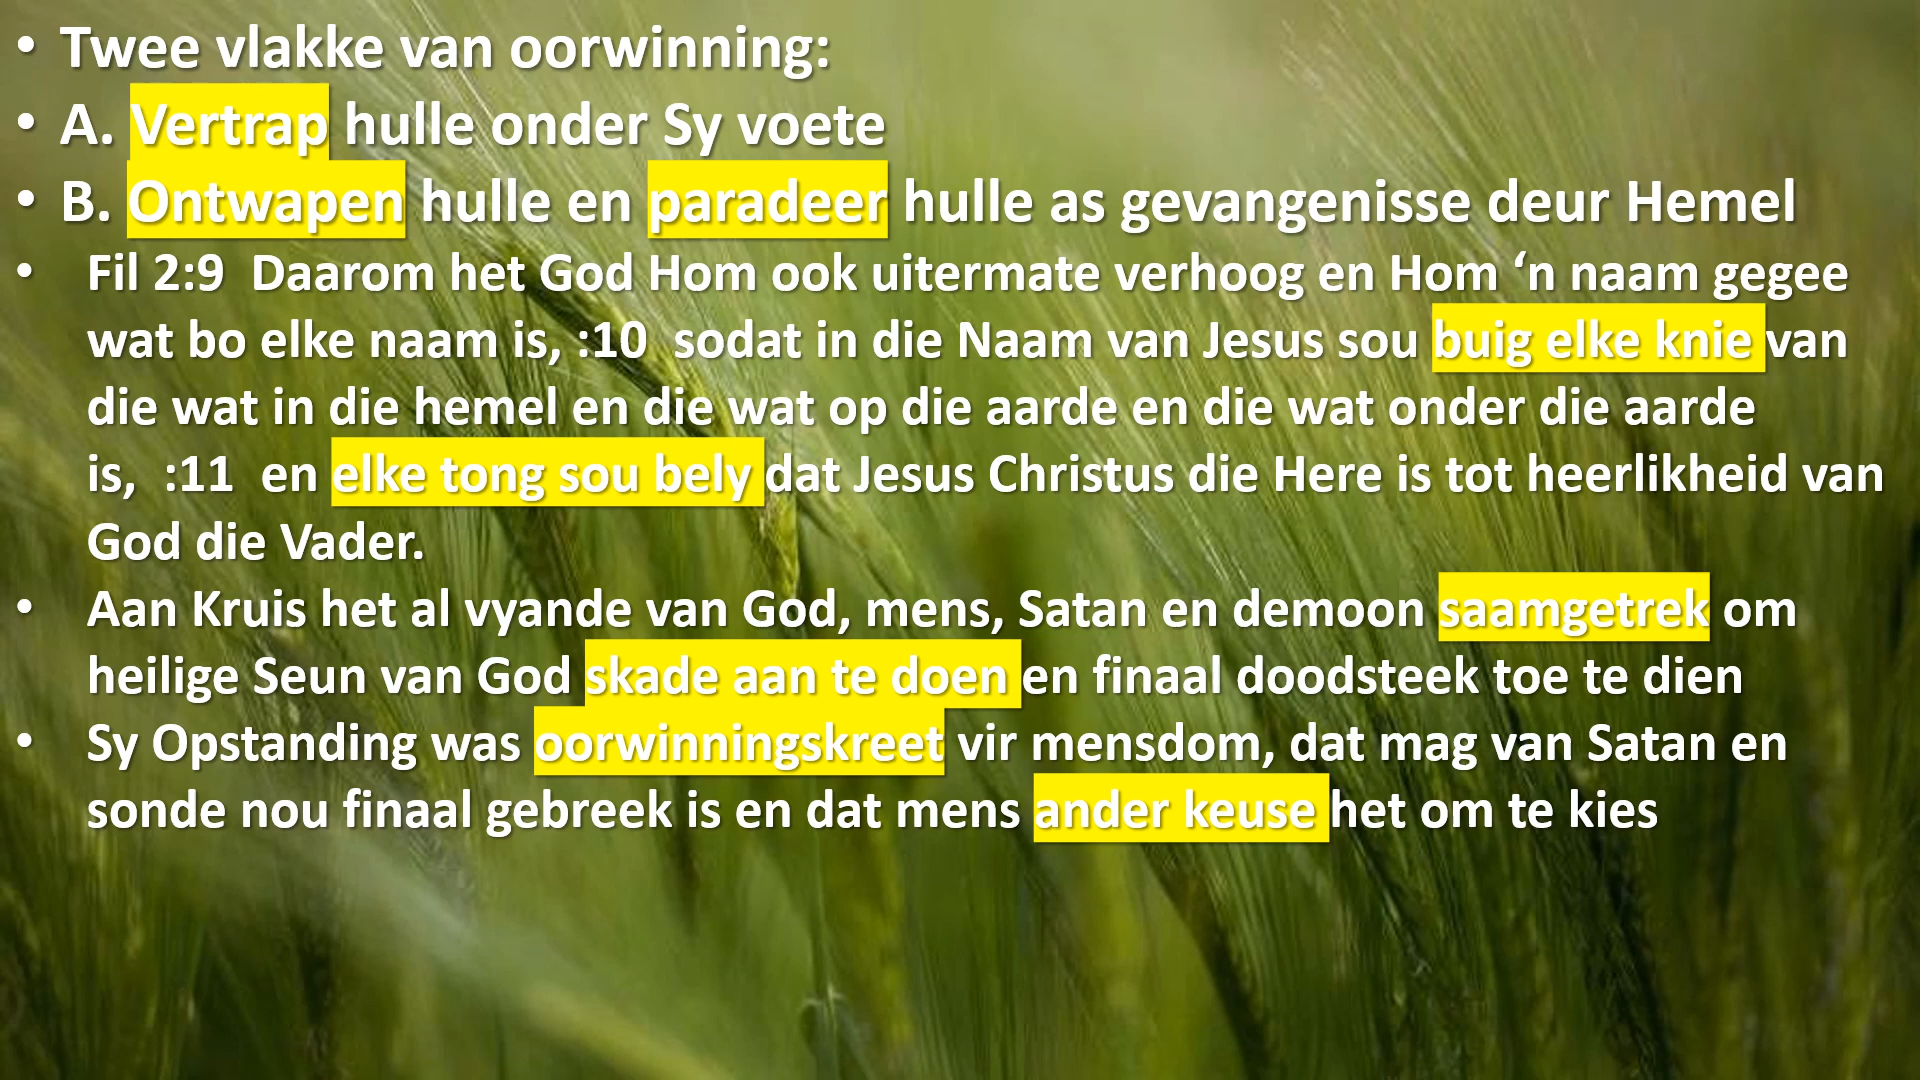 • Twee vlakke van oorwinning:
• A. Vertrap hulle onder Sy voete
• B. Ontwapen hulle en paradeer hulle as gevangenisse deur Hemel
• Fil 2:9  Daarom het God Hom ook uitermate verhoog en Hom ‘n naam gegee
wat bo elke naam is, :10  sodat in die Naam van Jesus sou buig elke knie van
die wat in die hemel en die wat op die aarde en die wat onder die aarde
is,  :11  en elke tong sou bely dat Jesus Christus die Here is tot heerlikheid van
God die Vader.
• Aan Kruis het al vyande van God, mens, Satan en demoon saamgetrek om
heilige Seun van God skade aan te doen en finaal doodsteek toe te dien
• Sy Opstanding was oorwinningskreet vir mensdom, dat mag van Satan en
sonde nou finaal gebreek is en dat mens ander keuse het om te kies